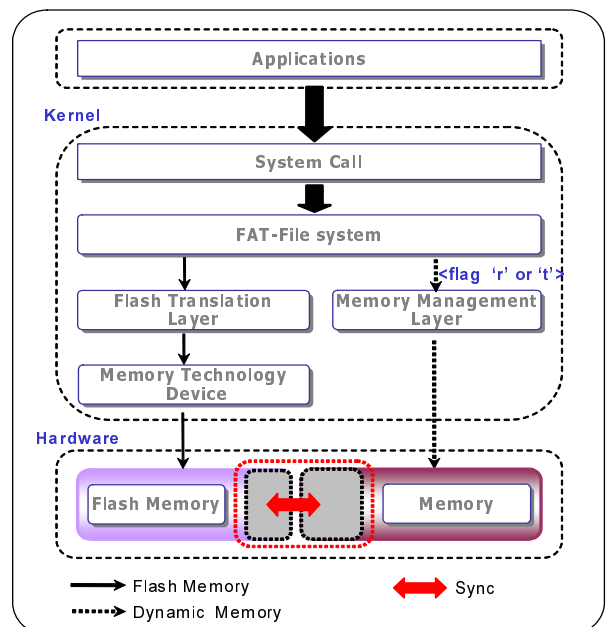 Applications
Kernel
System Call
FAT-File system
<flag 'r' or 't'>
Flash Translation
Layer
Memory Management
Layer
Memory Technology
Device
Hardware
Flash Memory
Memory
Flash Memory
Sync
Dynamic Memory